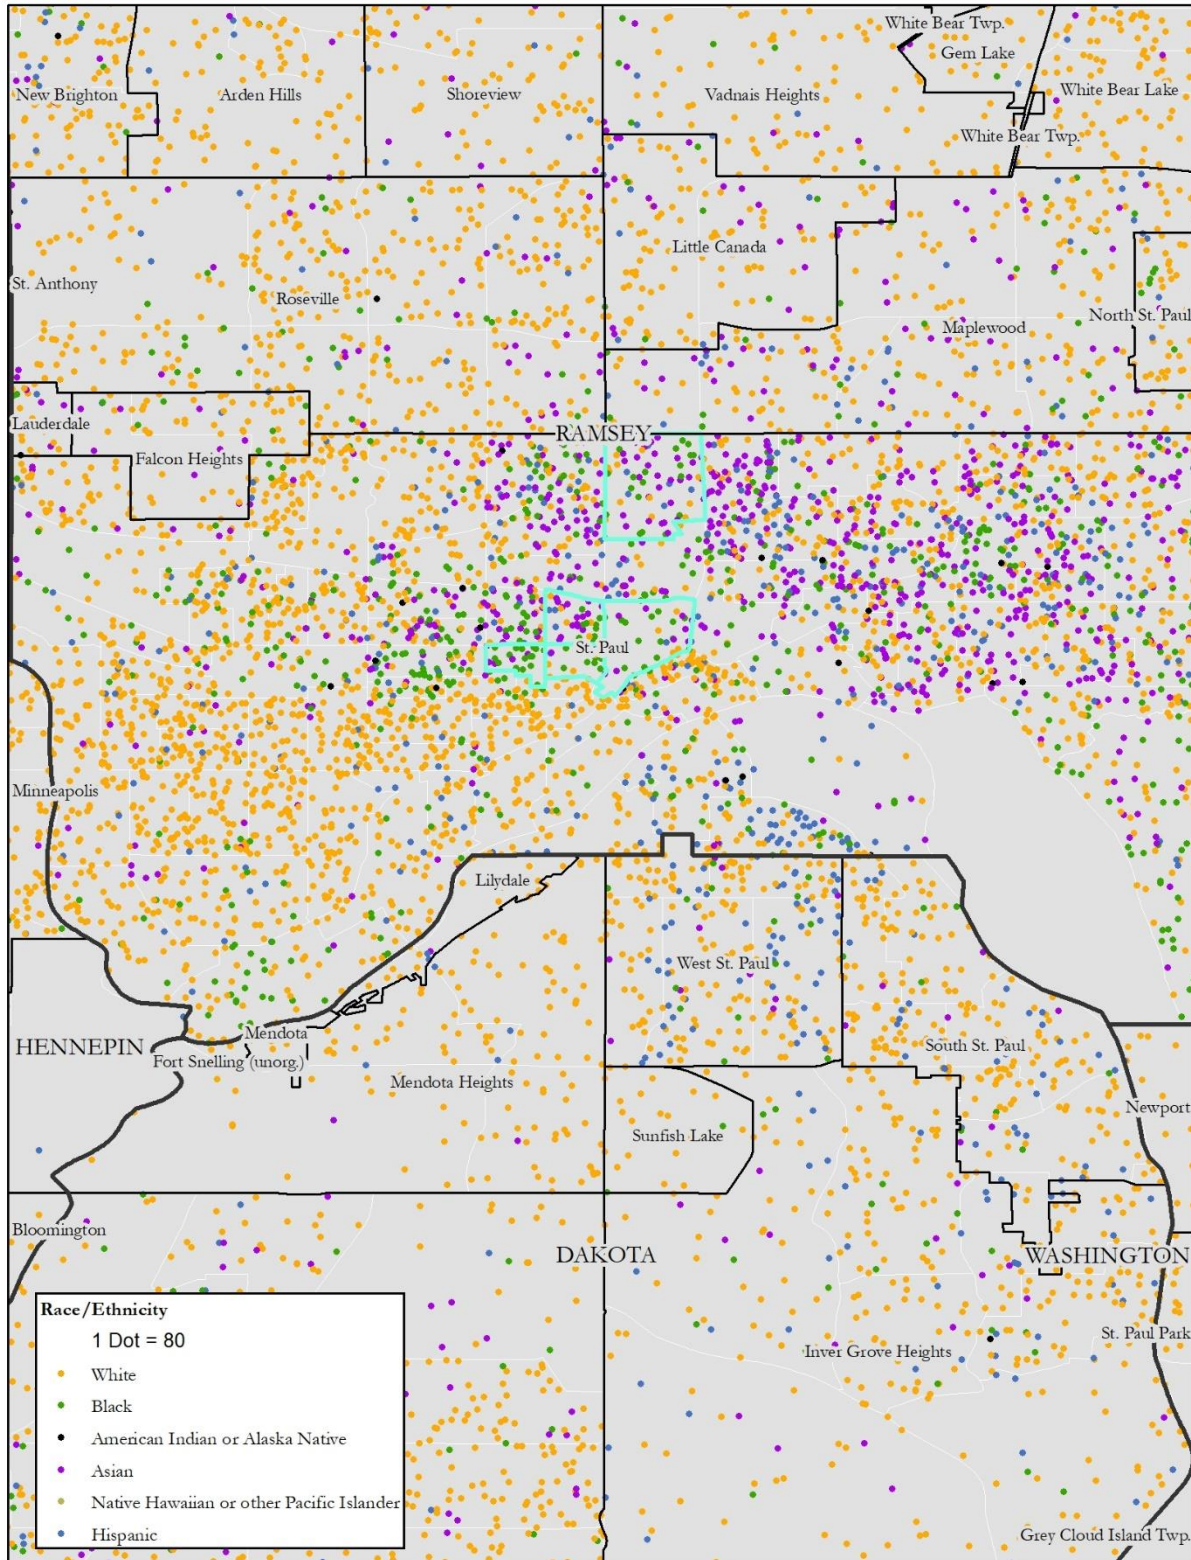 White Bear Twp.
Gem Lake
New Brighton
Arden Hills
Shoreview
Vadnais Heights
White Bear Lake
White Bear Twp.
Little Canada
St. Anthony
Roseville
North St. Paul
Maplewood
Lauderdale
RAMSEY
Falcon Heights
St. Paul
Minneapolis
Lilydale
West St. Paul
Mendota
HENNEPIN
South St. Paul
Fort Snelling (unorg.)
Mendota Heights
Newport
Sunfish Lake
Bloomington
DAKOTA
WASHINGTON
St. Paul Park
Inver Grove Heights
Grey Cloud Island Twp.
Race/Ethnicity
1 Dot = 80
White
Black
American Indian or Alaska Native
Asian
Native Hawaiian or other Pacific Islander
Hispanic